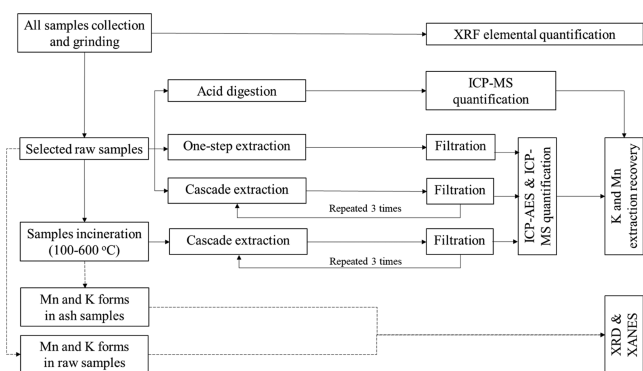 All samples collection
and grinding
XRF elemental quantification
Acid digestion
ICP-MS
quantification
Selected raw samples
One-step extraction
Filtration
Cascade extraction
Filtration
Repeated 3 times
Samples incineration
(100-600 °C)
Cascade extraction
Filtration
Repeated 3 times
ICP-AES & ICP-
MS quantification
K and Mn
extraction recovery
Mn and K forms
in ash samples
Mn and K forms
in raw samples
XRD &
XANES